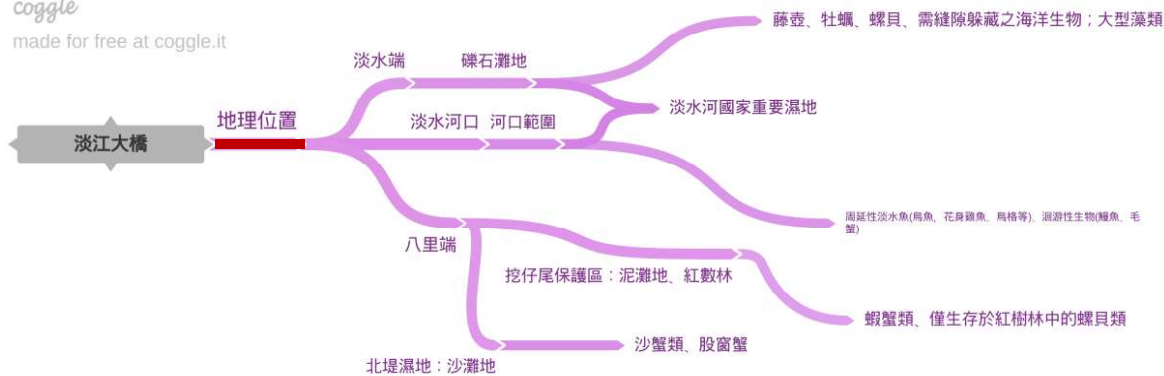 coggle
made for free at coggle.it
藤壺、牡蠣、螺貝、需縫隙躲藏之海洋生物；大型藻類
淡水端
礫石灘地
淡水河國家重要濕地
地理位置
淡水河口 河口範圍
淡江大橋
周延性淡水魚(烏魚、花身雞魚、烏格等)、洄游性生物(鰻魚、毛
蟹)
八里端
挖仔尾保護區：泥灘地、紅數林
蝦蟹類、僅生存於紅樹林中的螺貝類
沙蟹類、股窗蟹
北堤濕地：沙灘地